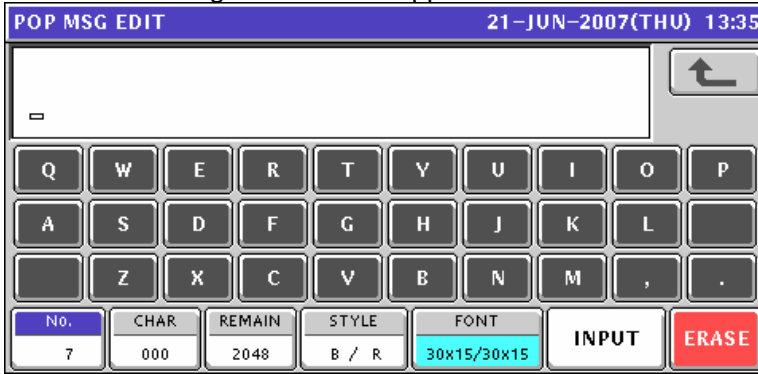 POP MSG EDIT 21-JUN-2007(THU) 13:35
Q W E R T Y U I O P
A S D F G H J K L
Z X C V B N M , .
No. CHAR REMAIN STYLE FONT INPUT ERASE
7 000 2048 B / R 30x15/30x15